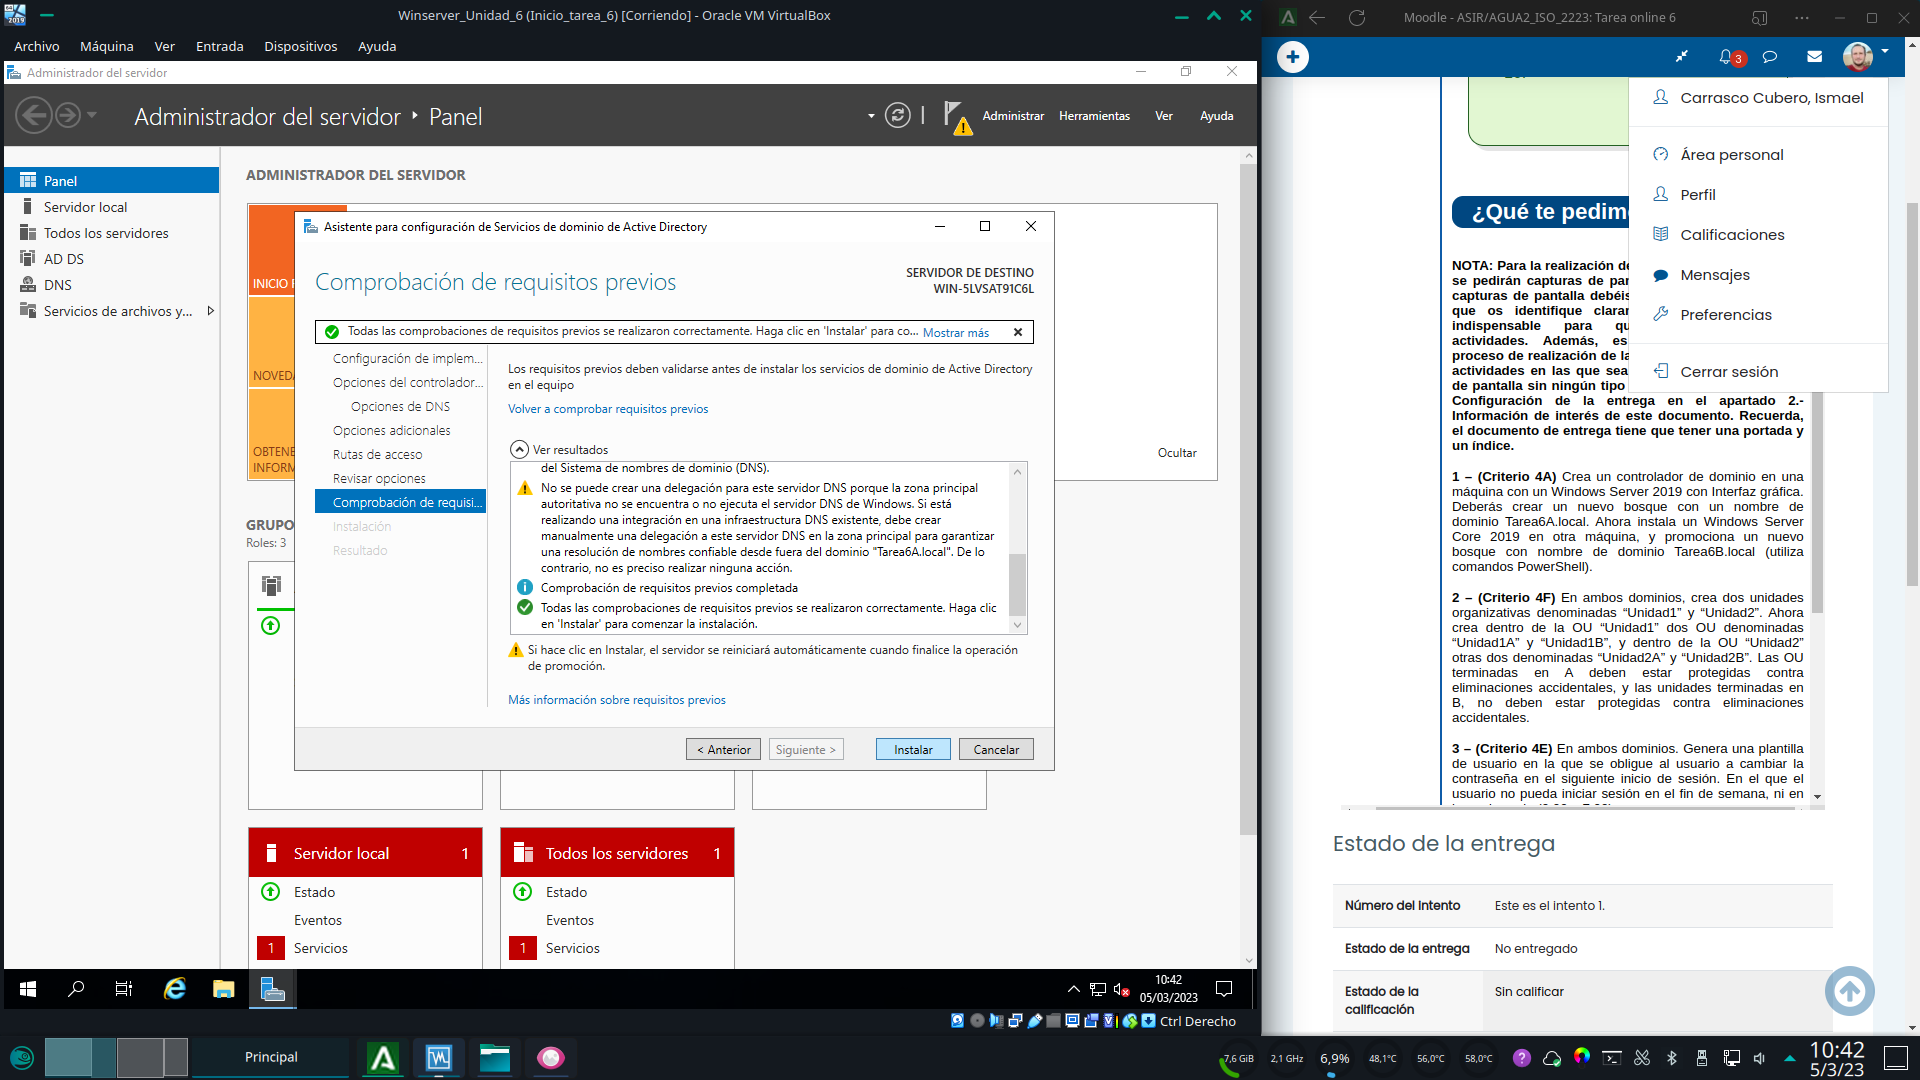 Winserver_Unidad_6 (Inicio_tarea_6) [Corriendo] - Oracle VM VirtualBox
Archivo Máquina Ver Entrada Dispositivos Ayuda
Administrador del servidor
Administrador del servidor ‣ Panel
Administrar Herramientas Ver Ayuda
Panel
Servidor local
Todos los servidores
AD DS
DNS
Servicios de archivos y...
ADMINISTRADOR DEL SERVIDOR
INICIO
NOVED
OBTENE
INFORM
Ocultar
GRUPO
Roles: 3
Asistente para configuración de Servicios de dominio de Active Directory
Comprobación de requisitos previos
SERVIDOR DE DESTINO
WIN-5LVSAT91C6L
Todas las comprobaciones de requisitos previos se realizaron correctamente. Haga clic en 'Instalar' para co... Mostrar más
Configuración de implem...
Opciones del controlador...
Opciones de DNS
Opciones adicionales
Rutas de acceso
Revisar opciones
Comprobación de requisi...
Instalación
Resultado
Los requisitos previos deben validarse antes de instalar los servicios de dominio de Active Directory
en el equipo
Volver a comprobar requisitos previos
Ver resultados
del Sistema de nombres de dominio (DNS).
No se puede crear una delegación para este servidor DNS porque la zona principal
autoritativa no se encuentra o no ejecuta el servidor DNS de Windows. Si está
realizando una integración en una infraestructura DNS existente, debe crear
manualmente una delegación a este servidor DNS en la zona principal para garantizar
una resolución de nombres confiable desde fuera del dominio "Tarea6A.local". De lo
contrario, no es preciso realizar ninguna acción.
Comprobación de requisitos previos completada
Todas las comprobaciones de requisitos previos se realizaron correctamente. Haga clic
en 'Instalar' para comenzar la instalación.
Si hace clic en Instalar, el servidor se reiniciará automáticamente cuando finalice la operación
de promoción.
Más información sobre requisitos previos
< Anterior Siguiente > Instalar Cancelar
Servidor local 1
Estado
Eventos
1 Servicios
Todos los servidores 1
Estado
Eventos
1 Servicios
10:42
05/03/2023
Ctrl Derecho
Moodle - ASIR/AGUA2_ISO_2223: Tarea online 6
3
Carrasco Cubero, Ismael
Área personal
Perfil
Calificaciones
Mensajes
Preferencias
Cerrar sesión
¿Qué te pedim
NOTA: Para la realización de
se pedirán capturas de pan
capturas de pantalla debéis
que os identifique claram
indispensable para qu
actividades. Además, es
proceso de realización de la
actividades en las que sea
de pantalla sin ningún tipo
Configuración de la entrega en el apartado 2.-
Información de interés de este documento. Recuerda,
el documento de entrega tiene que tener una portada y
un índice.
1 – (Criterio 4A) Crea un controlador de dominio en una
máquina con un Windows Server 2019 con Interfaz gráfica.
Deberás crear un nuevo bosque con un nombre de
dominio Tarea6A.local. Ahora instala un Windows Server
Core 2019 en otra máquina, y promociona un nuevo
bosque con nombre de dominio Tarea6B.local (utiliza
comandos PowerShell).
2 – (Criterio 4F) En ambos dominios, crea dos unidades
organizativas denominadas “Unidad1” y “Unidad2”. Ahora
crea dentro de la OU “Unidad1” dos OU denominadas
“Unidad1A” y “Unidad1B”, y dentro de la OU “Unidad2”
otras dos denominadas “Unidad2A” y “Unidad2B”. Las OU
terminadas en A deben estar protegidas contra
eliminaciones accidentales, y las unidades terminadas en
B, no deben estar protegidas contra eliminaciones
accidentales.
3 – (Criterio 4E) En ambos dominios. Genera una plantilla
de usuario en la que se obligue al usuario a cambiar la
contraseña en el siguiente inicio de sesión. En el que el
usuario no pueda iniciar sesión en el fin de semana, ni en
Estado de la entrega
Número del intento Este es el intento 1.
Estado de la entrega No entregado
Estado de la
calificación
Sin calificar
Principal
7,6 GiB 2,1 GHz 6,9% 48,1°C 56,0°C 58,0°C
10:42
5/3/23